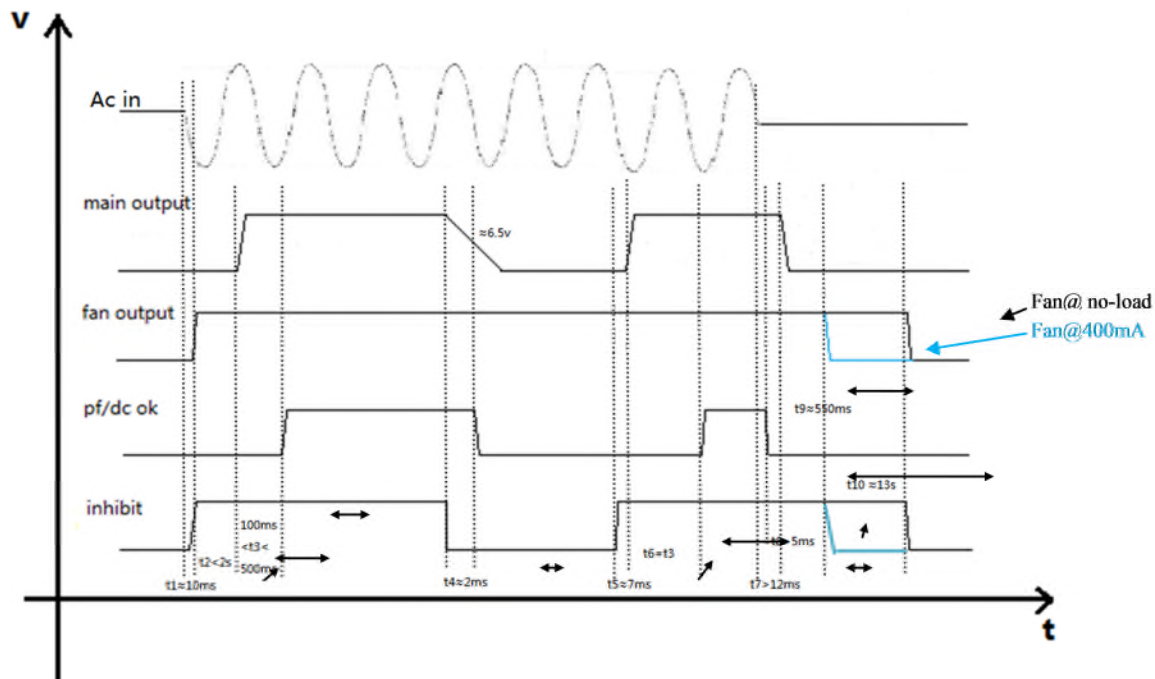 V
Ac in
main output
≈6.5v
fan output
Fan@ no-load
Fan@400mA
pf/dc ok
t9≈550ms
t10 ≈13s
inhibit
100ms
<t3<
500ms
t2<2s
t6=t3
5ms
t1≈10ms
t4≈2ms
t5≈7ms
t7>12ms
t